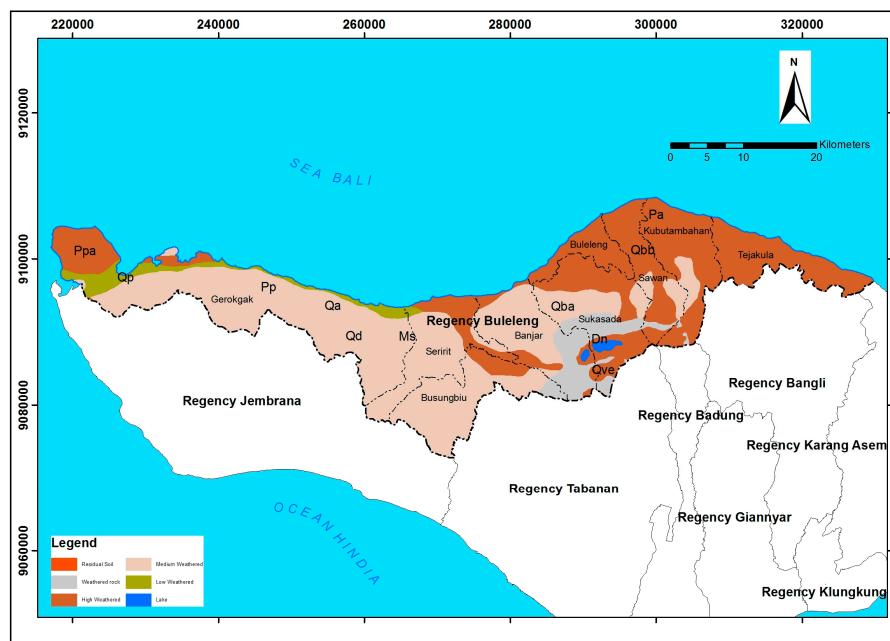 220000 240000 260000 280000 300000 320000
9120000
9100000
9080000
9060000
N
Kilometers
0 5 10 20
SEA BALI
Ppa
Qp
Pp
Gerokgak
Qa
Qd
Ms
Seririt
Busungbiu
Regency Buleleng
Banjar
Qba
Sukasada
Buleleng
Qbb
Pa
Kubutambahan
Sawan
Tejakula
Dn
Qve
Regency Jembrana
Regency Bangli
Regency Badung
Regency Karang Asem
Regency Tabanan
Regency Giannyar
Regency Klungkung
OCEAN HINDIA
Legend
Residual Soil
Medium Weathered
Weathered rock
Low Weathered
High Weathered
Lake